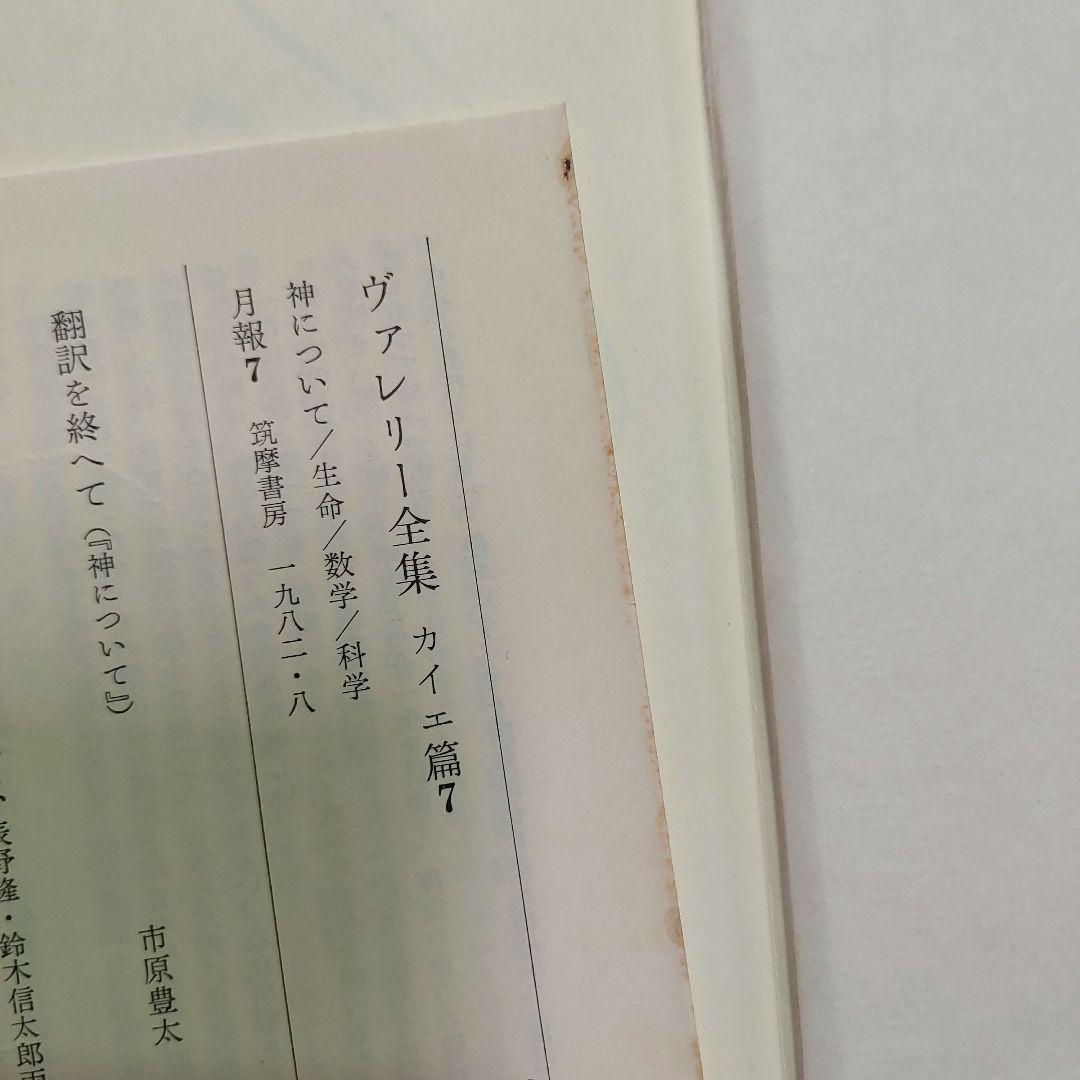 ヴァレリー全集 カイエ篇7
神について／生命／数学／科学
月報7 筑摩書房 一九八二・八
翻訳を終へて（『神について』）
市原豊太
野隆・鈴木信太郎